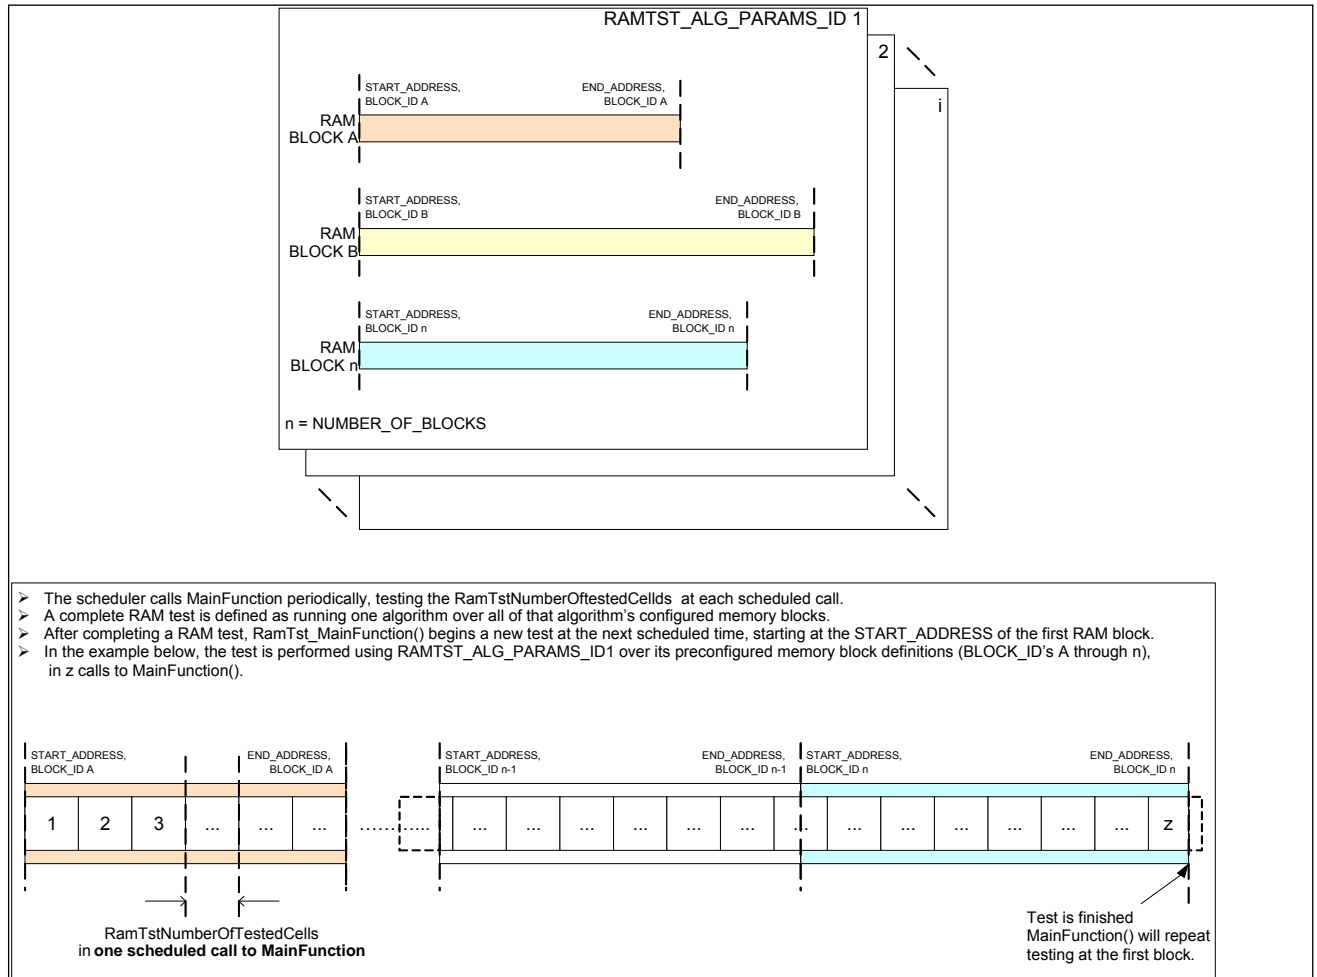 RAMTST_ALG_PARAMS_ID 1
2
i
START_ADDRESS,
BLOCK_ID A
END_ADDRESS,
BLOCK_ID A
RAM
BLOCK A
START_ADDRESS,
BLOCK_ID B
END_ADDRESS,
BLOCK_ID B
RAM
BLOCK B
START_ADDRESS,
BLOCK_ID n
END_ADDRESS,
BLOCK_ID n
RAM
BLOCK n
n = NUMBER_OF_BLOCKS
➢ The scheduler calls MainFunction periodically, testing the RamTstNumberOftestedCellds at each scheduled call.
➢ A complete RAM test is defined as running one algorithm over all of that algorithm's configured memory blocks.
➢ After completing a RAM test, RamTst_MainFunction() begins a new test at the next scheduled time, starting at the START_ADDRESS of the first RAM block.
➢ In the example below, the test is performed using RAMTST_ALG_PARAMS_ID1 over its preconfigured memory block definitions (BLOCK_ID's A through n),
in z calls to MainFunction().
START_ADDRESS,
BLOCK_ID A
END_ADDRESS,
BLOCK_ID A
START_ADDRESS,
BLOCK_ID n-1
END_ADDRESS,
BLOCK_ID n-1
START_ADDRESS,
BLOCK_ID n
END_ADDRESS,
BLOCK_ID n
1 2 3 ... ... ... ........... ... ... ... ... ... ... ... ... ... ... ... ... ... z
RamTstNumberOfTestedCells
in one scheduled call to MainFunction
Test is finished
MainFunction() will repeat
testing at the first block.